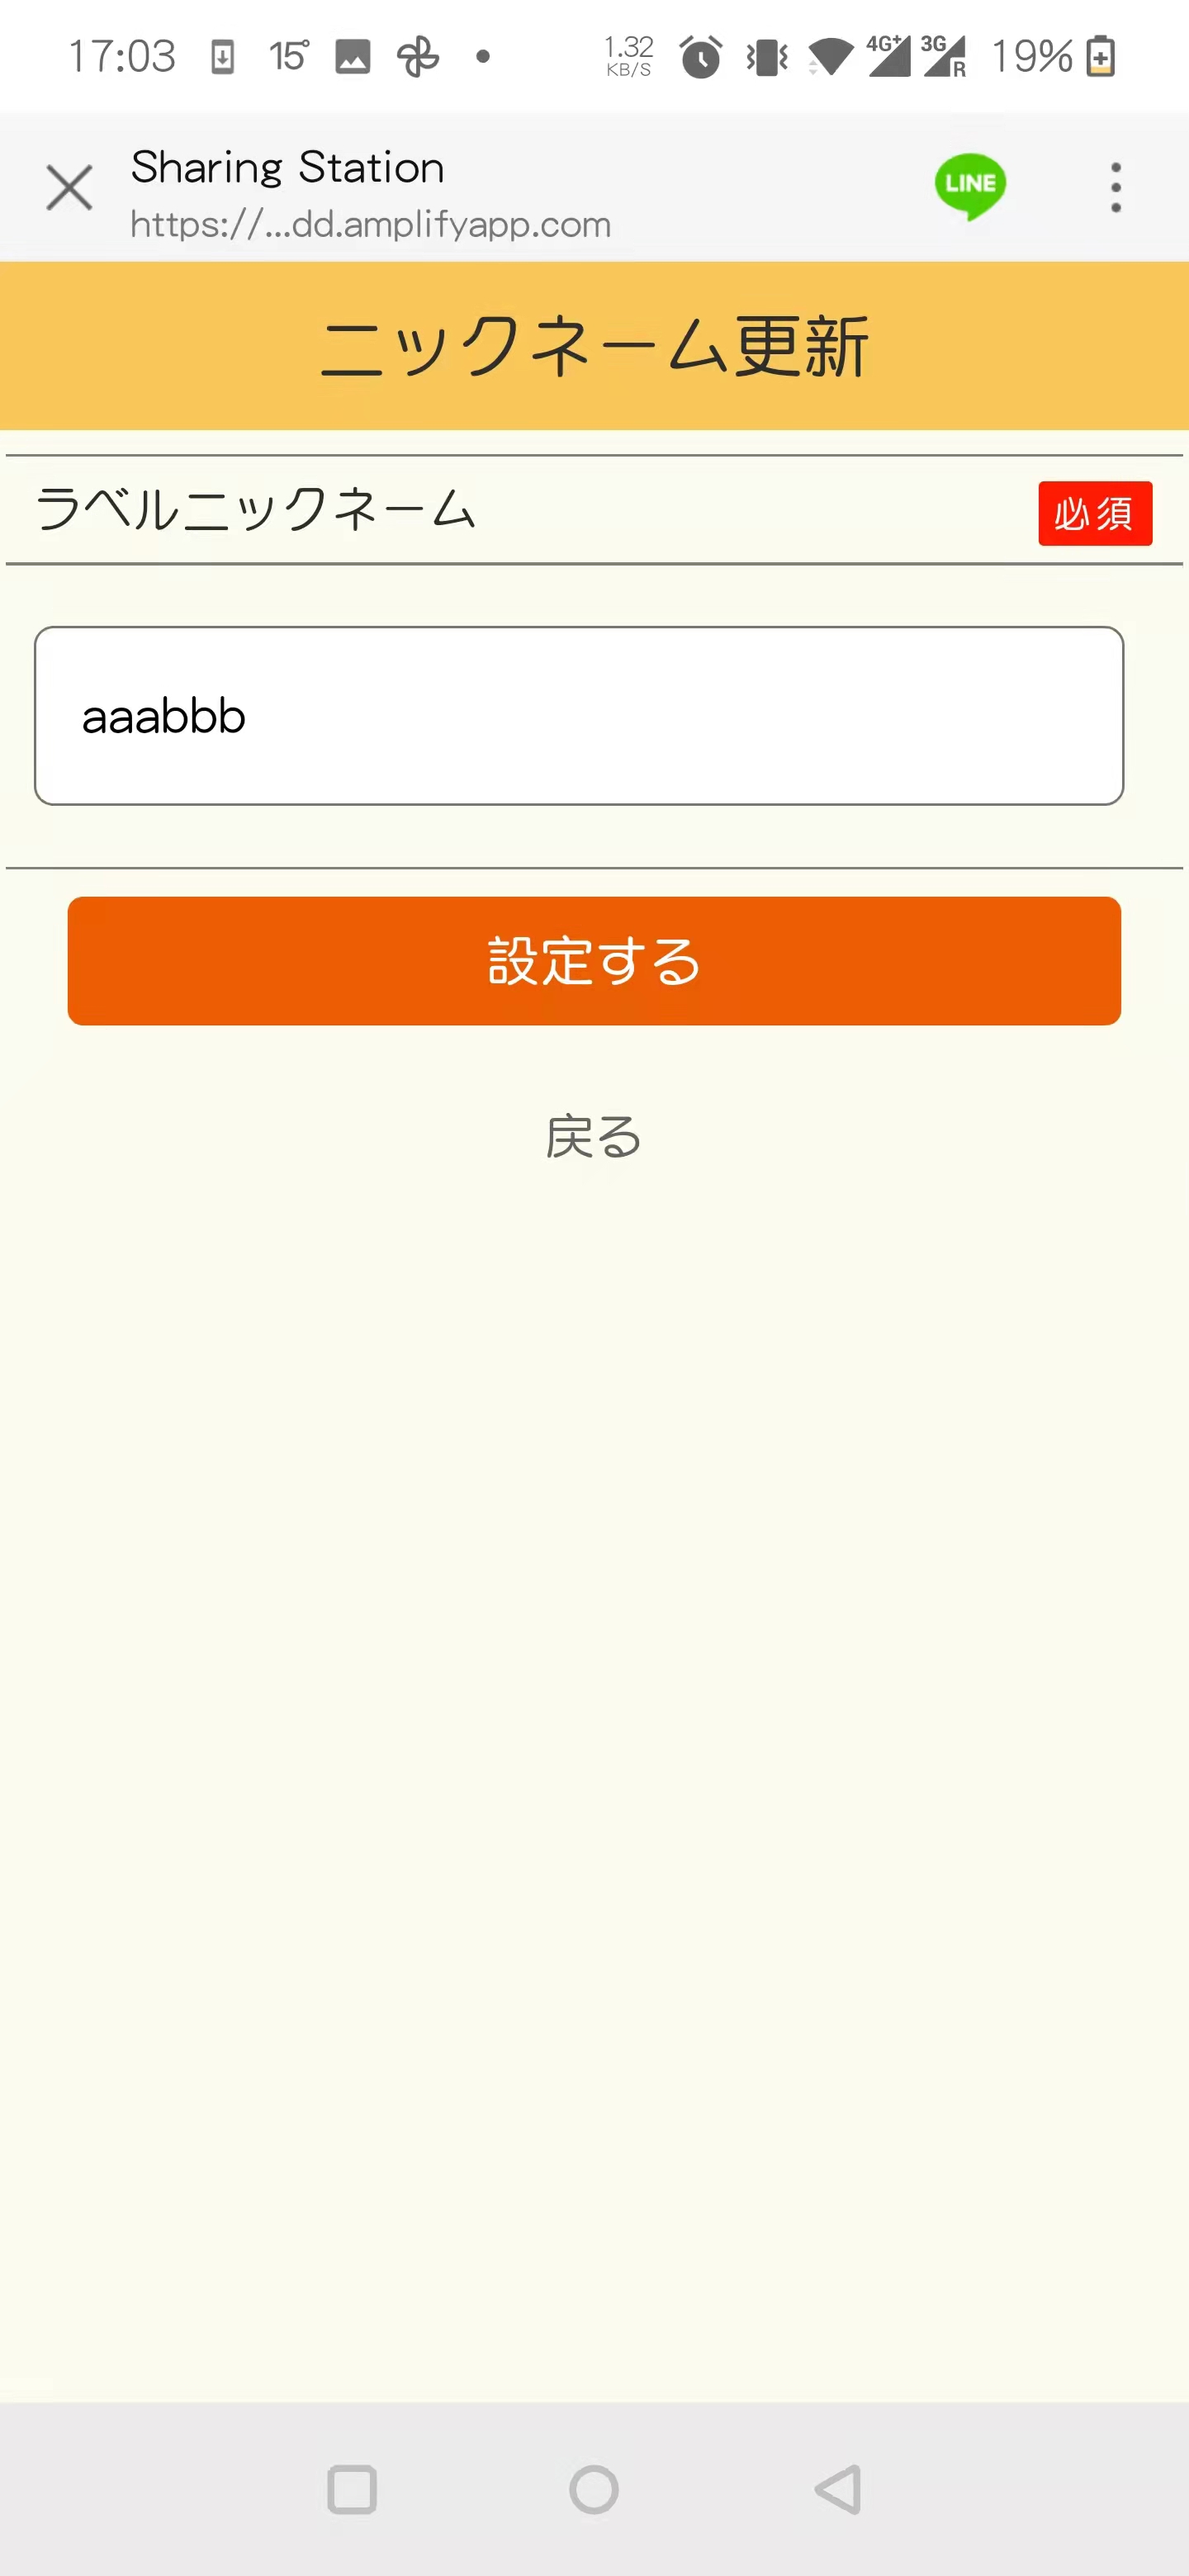 17:03 15° 1.32 KB/S 4G+ 3G R 19%
Sharing Station
LINE
https://...dd.amplifyapp.com
ニックネーム更新
ラベルニックネーム 必須
aaabbb
設定する
戻る